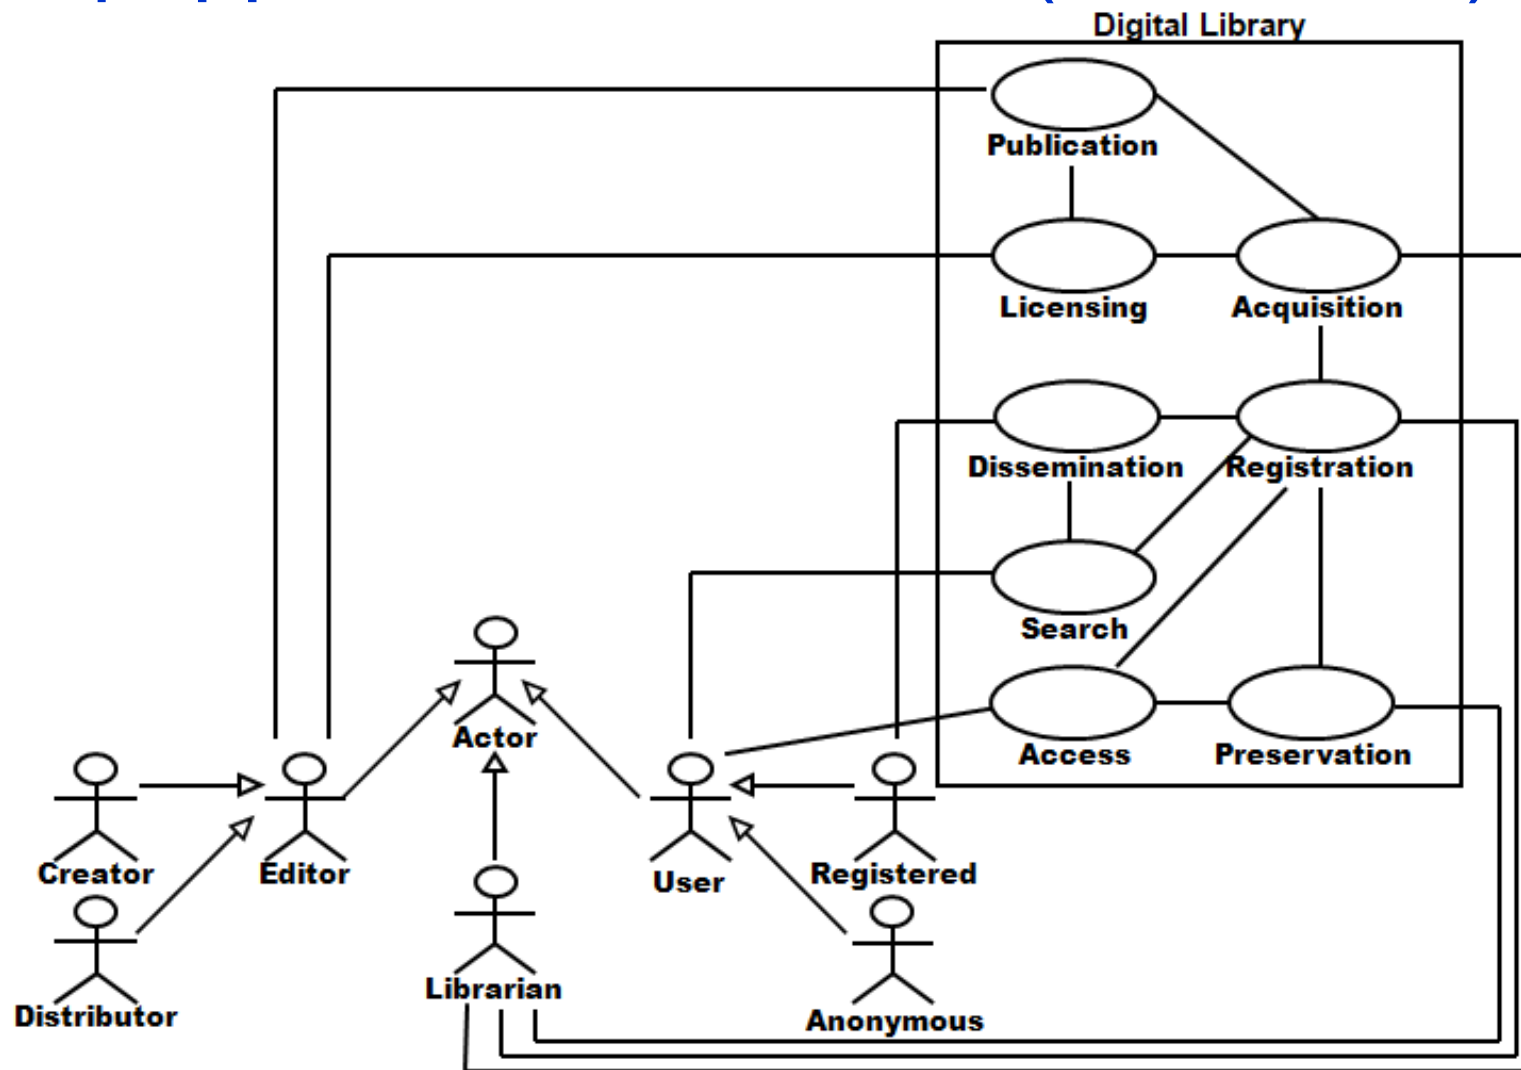 Digital Library
Publication
Licensing
Acquisition
Dissemination
Registration
Search
Actor
Access
Preservation
Creator
Editor
User
Registered
Librarian
Distributor
Anonymous